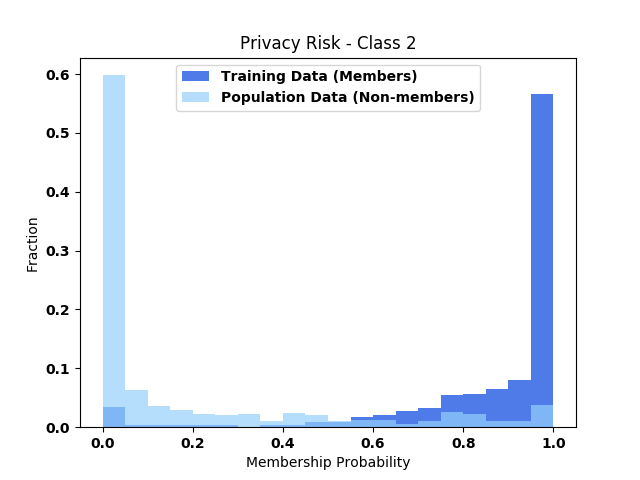 Privacy Risk - Class 2
Training Data (Members)
Population Data (Non-members)
0.6
0.5
0.4
0.3
0.2
0.1
0.0
Fraction
0.0 0.2 0.4 0.6 0.8 1.0
Membership Probability